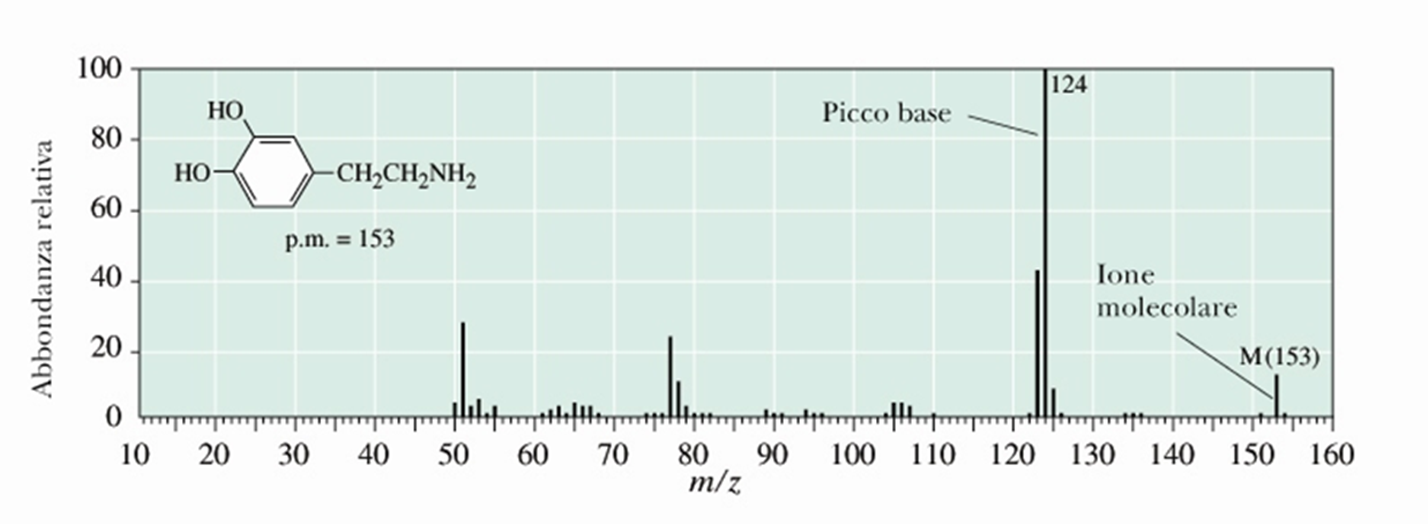 100
80
60
40
20
0
Abbondanza relativa
HO
HO
CH₂CH₂NH₂
p.m. = 153
Picco base
124
Ione
molecolare
M(153)
10 20 30 40 50 60 70 80 90 100 110 120 130 140 150 160
m/z